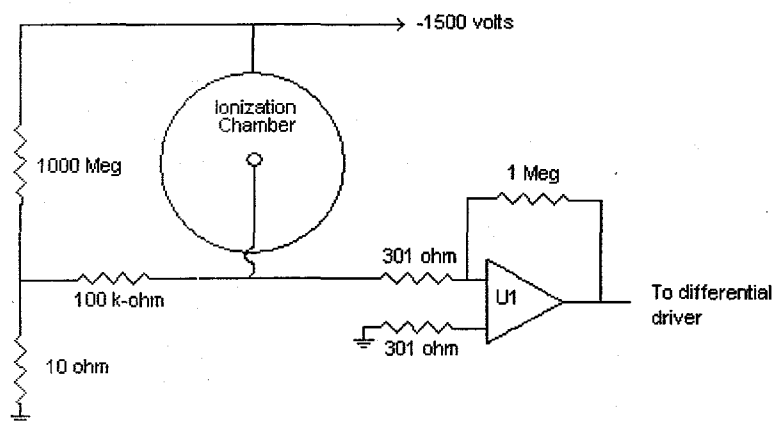 -1500 volts
Ionization
Chamber
1000 Meg
1 Meg
301 ohm
100 k-ohm
U1
To differential
driver
301 ohm
10 ohm